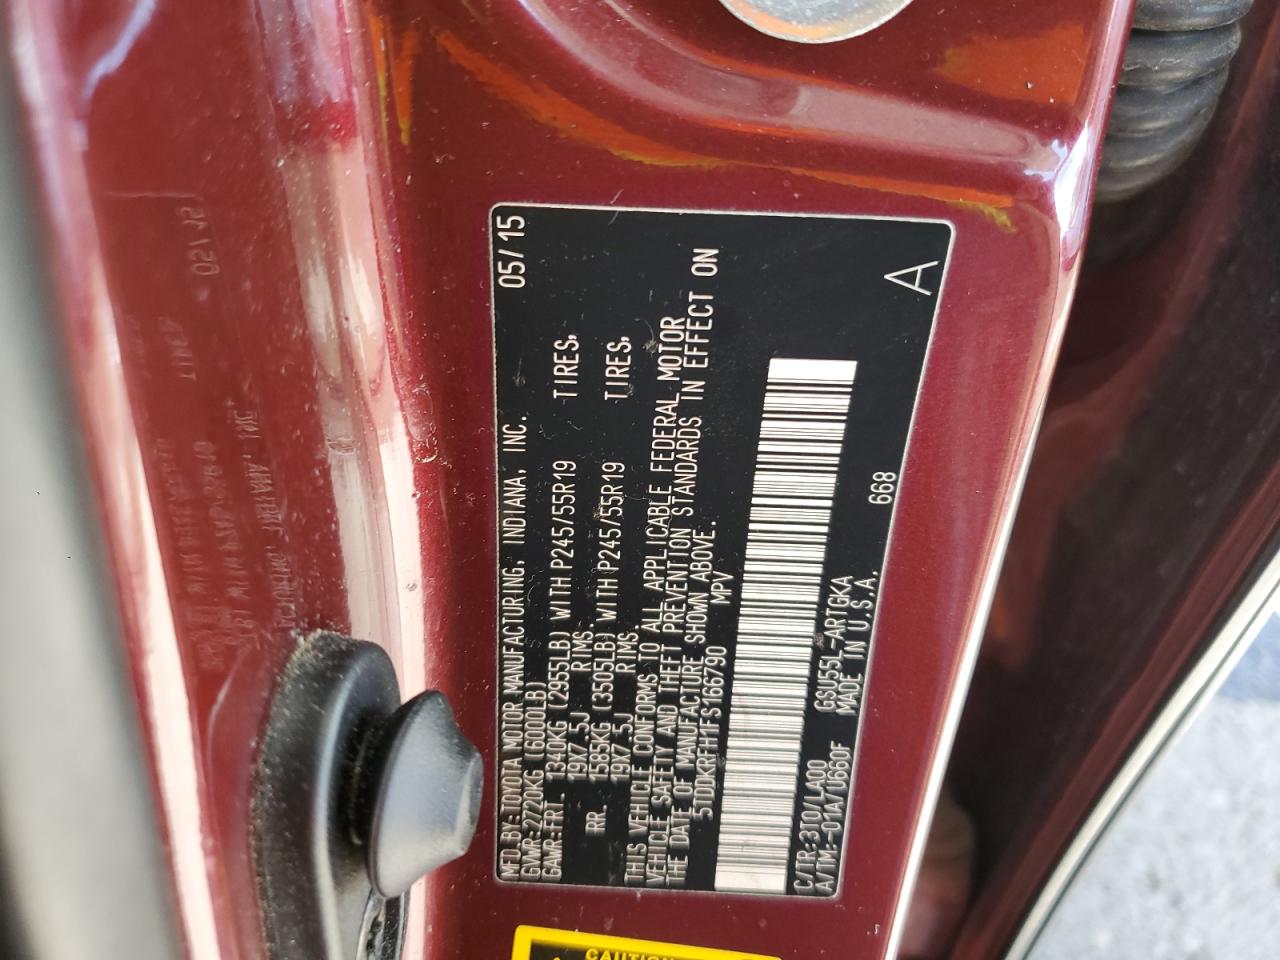 MFD.BY:TOYOTA MOTOR MANUFACTURING, INDIANA, INC. 05/15
GVWR:2720KG (6000LB)
GAWR:FRT. 1340KG (2955LB) WITH P245/55R19 TIRES,
19X7.5J RIMS
RR. 1585KG (3505LB) WITH P245/55R19 TIRES,
19X7.5J RIMS
THIS VEHICLE CONFORMS TO ALL APPLICABLE FEDERAL MOTOR
VEHICLE SAFETY AND THEFT PREVENTION STANDARDS IN EFFECT ON
THE DATE OF MANUFACTURE SHOWN ABOVE.
5TDDKRFH1FS166790 MPV
C/TR:3T0/LA00 GSU55L-ARTGKA
A/TM:-01A/U660F MADE IN U.S.A. 668
A
CAUTION